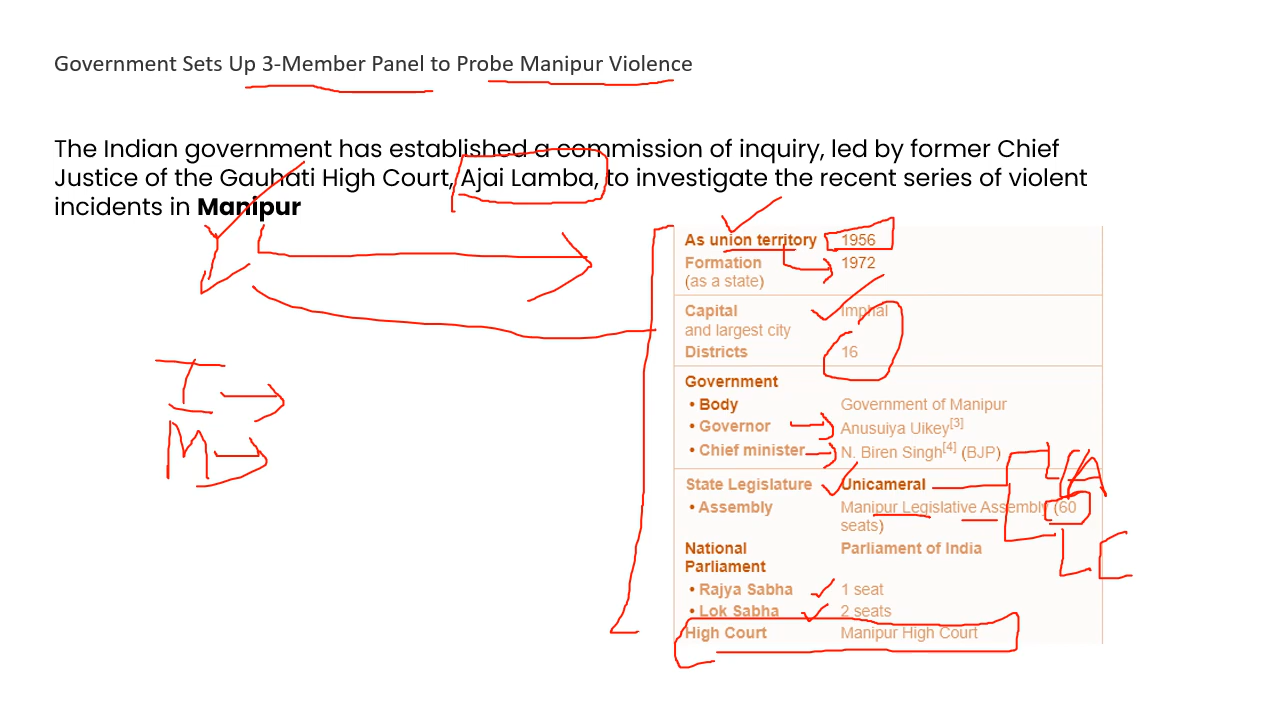 Government Sets Up 3-Member Panel to Probe Manipur Violence
The Indian government has established a commission of inquiry, led by former Chief
Justice of the Gauhati High Court, Ajai Lamba, to investigate the recent series of violent
incidents in Manipur
As union territory 1956
Formation 1972
(as a state)
Capital Imphal
and largest city
Districts 16
Government
• Body Government of Manipur
• Governor Anusuiya Uikey[3]
• Chief minister N. Biren Singh[4] (BJP)
State Legislature Unicameral
• Assembly Manipur Legislative Assembly (60
seats)
National Parliament of India
Parliament
• Rajya Sabha 1 seat
• Lok Sabha 2 seats
High Court Manipur High Court
I
M
LA
LC